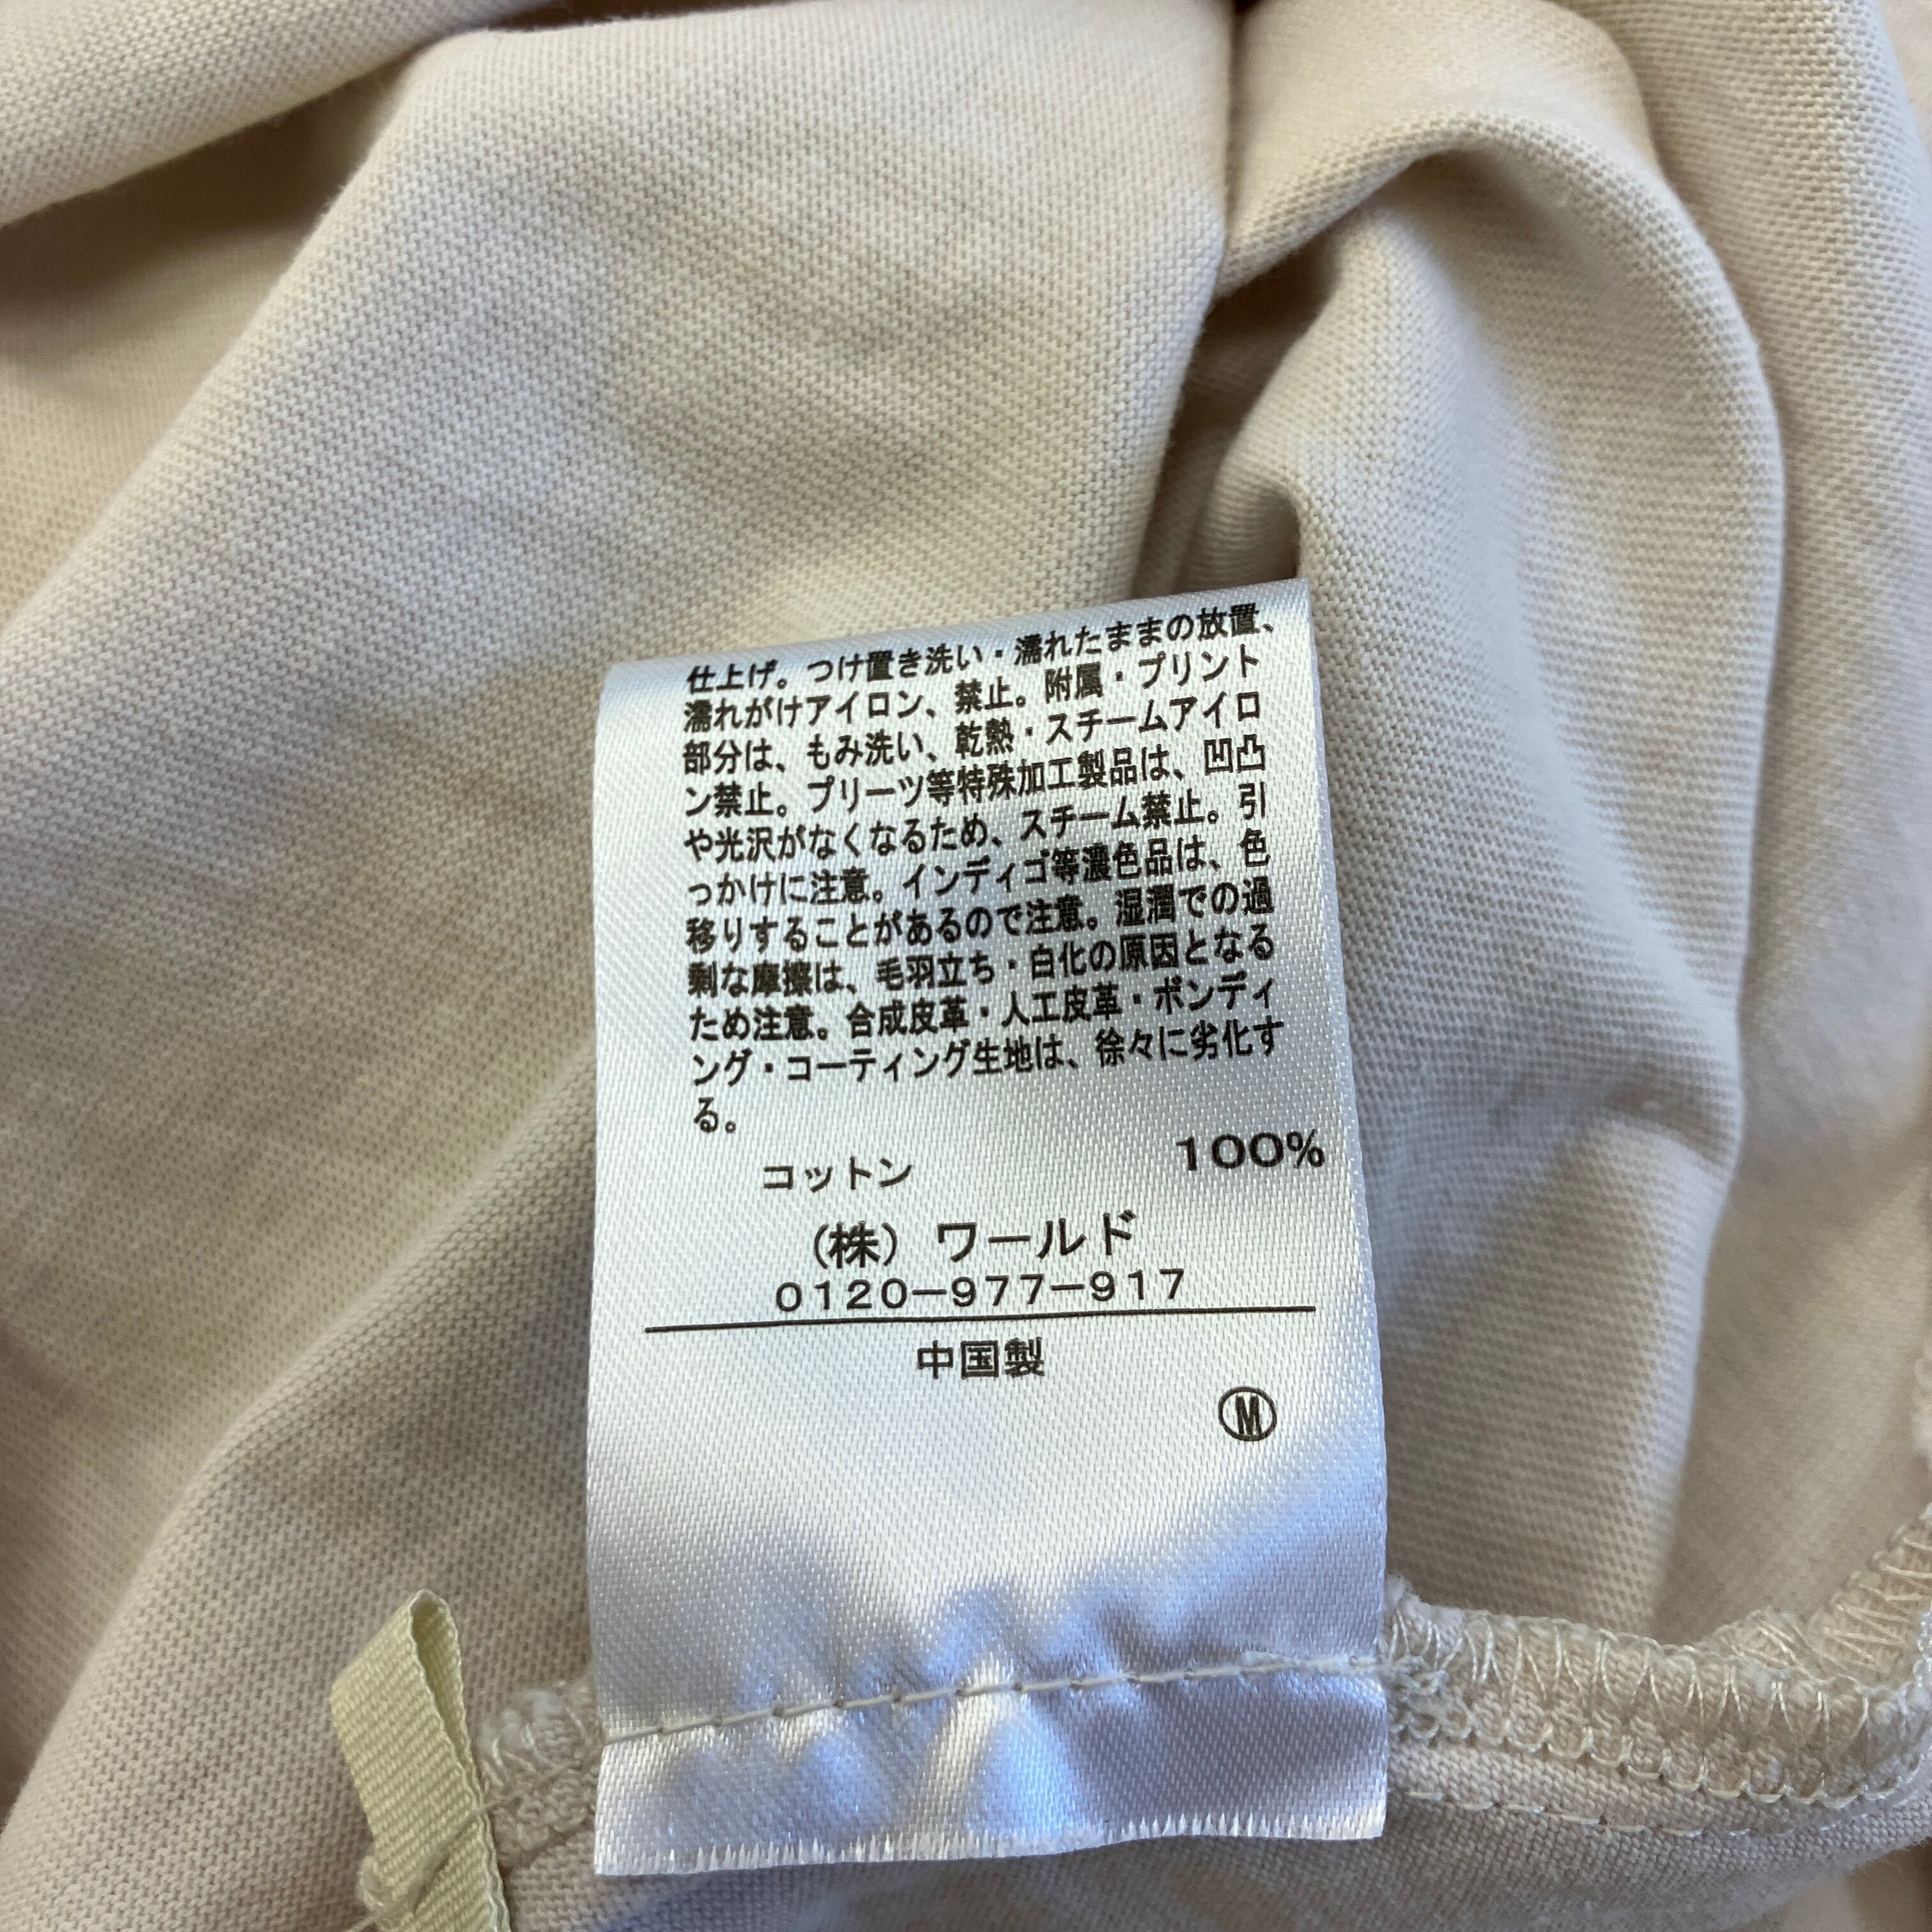 仕上げ。つけ置き洗い・濡れたままの放置、
濡れがけアイロン、禁止。附属・プリント
部分は、もみ洗い、乾熱・スチームアイロ
ン禁止。プリーツ等特殊加工製品は、凹凸
や光沢がなくなるため、スチーム禁止。引
っかけに注意。インディゴ等濃色品は、色
移りすることがあるので注意。湿潤での過
剰な摩擦は、毛羽立ち・白化の原因となる
ため注意。合成皮革・人工皮革・ボンディ
ング・コーティング生地は、徐々に劣化す
る。
コットン 100%
(株) ワールド
0120-977-917
中国製
Ⓜ